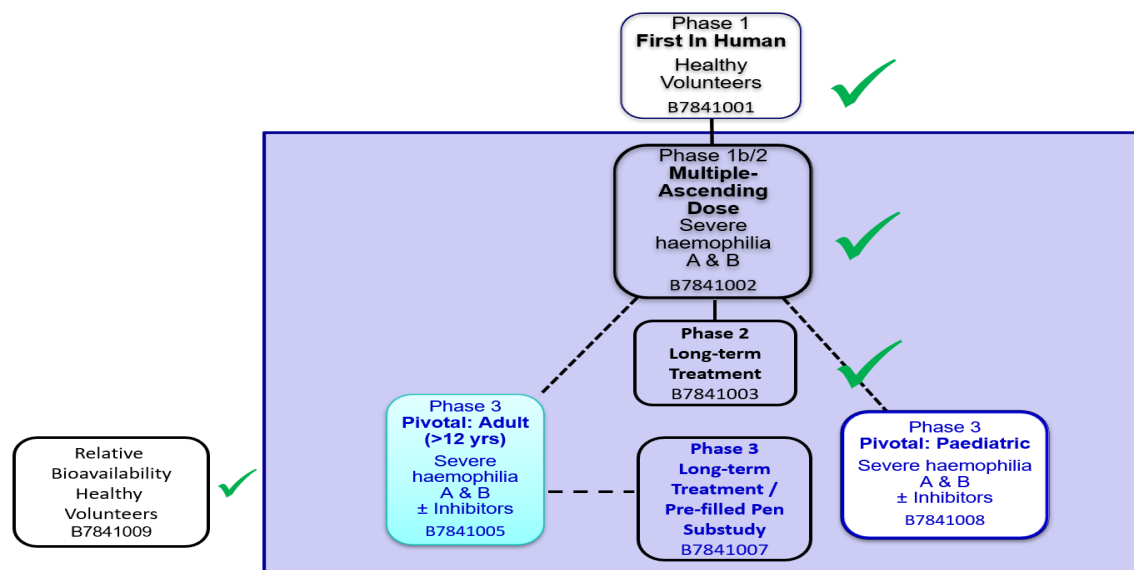 Phase 1
First In Human
Healthy
Volunteers
B7841001
Phase 1b/2
Multiple-
Ascending
Dose
Severe
haemophilia
A & B
B7841002
Phase 2
Long-term
Treatment
B7841003
Phase 3
Pivotal: Adult
(>12 yrs)
Severe
haemophilia
A & B
± Inhibitors
B7841005
Phase 3
Long-term
Treatment /
Pre-filled Pen
Substudy
B7841007
Phase 3
Pivotal: Paediatric
Severe haemophilia
A & B
± Inhibitors
B7841008
Relative
Bioavailability
Healthy
Volunteers
B7841009